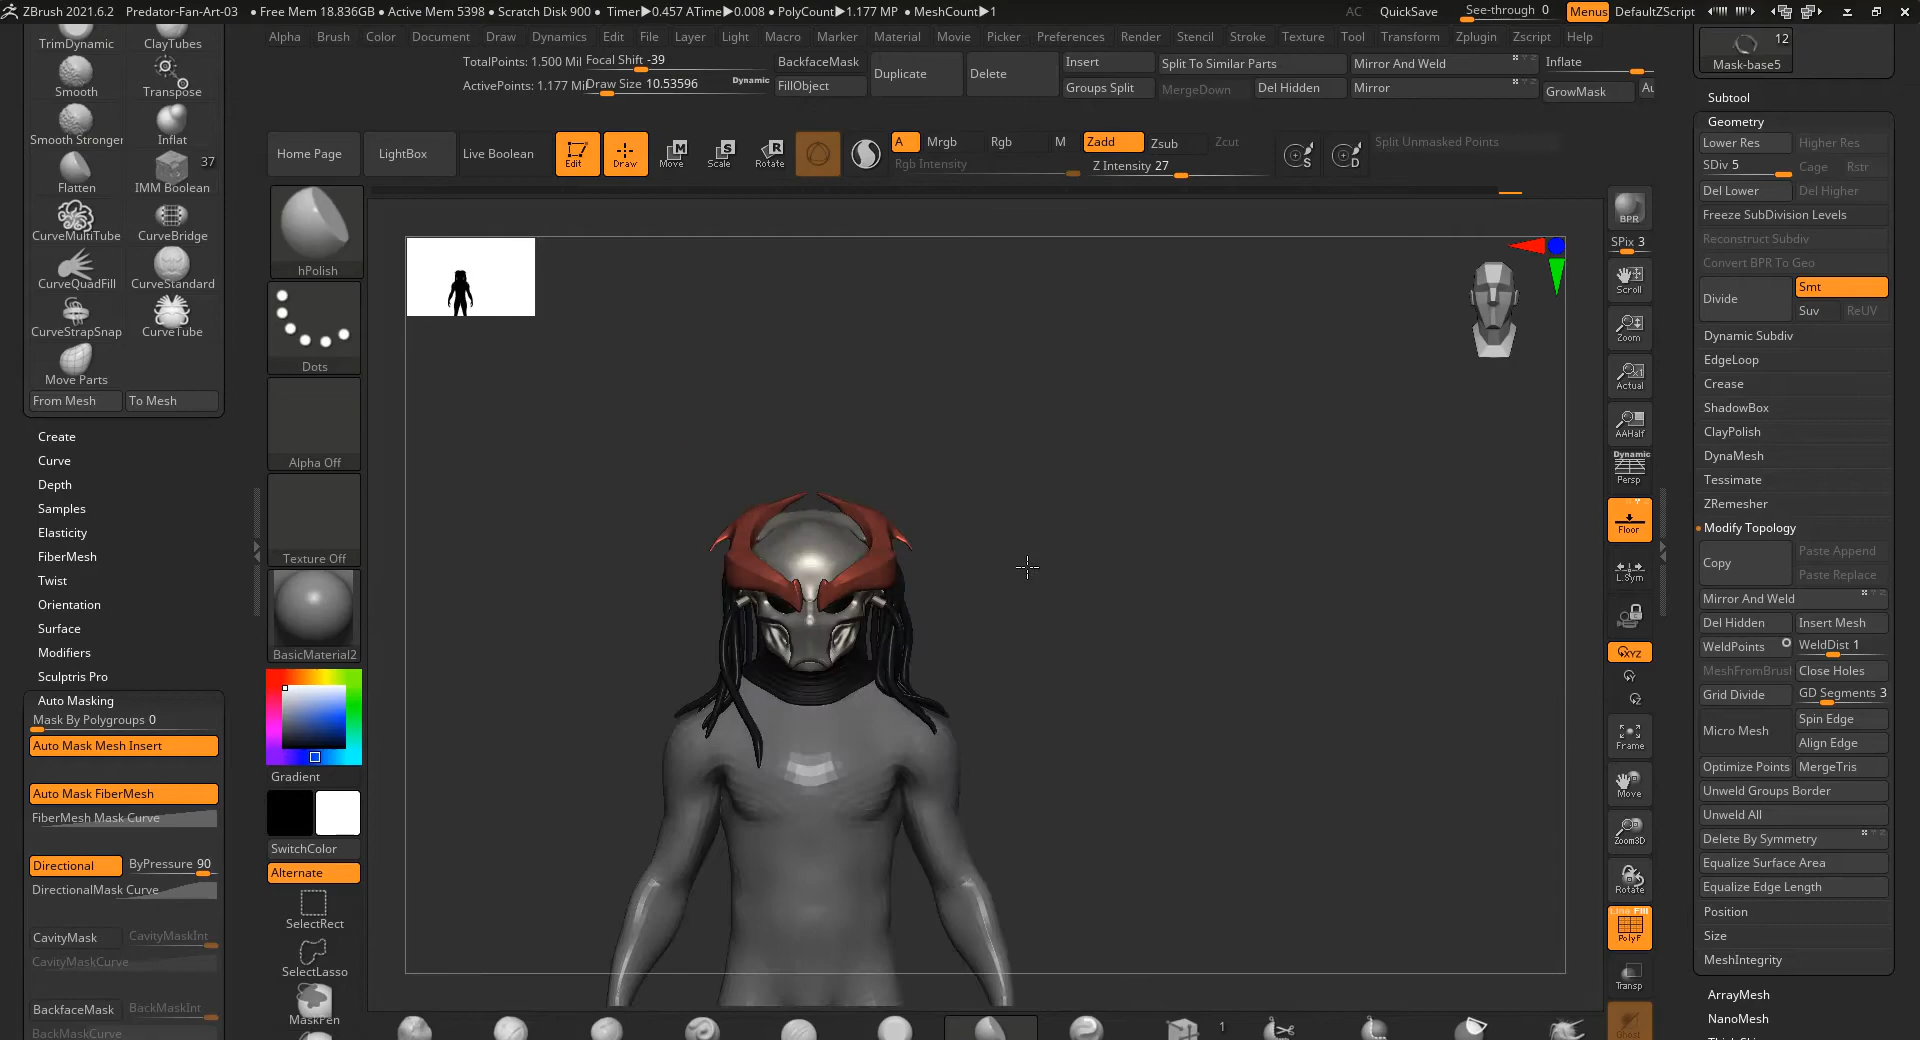 ZBrush 2021.6.2 Predator-Fan-Art-03 • Free Mem 18.836GB • Active Mem 5398 • Scratch Disk 900 • Timer▶0.457 ATime▶0.008 • PolyCount▶1.177 MP • MeshCount▶1 AC QuickSave See-through 0 Menus DefaultZScript
Alpha Brush Color Document Draw Dynamics Edit File Layer Light Macro Marker Material Movie Picker Preferences Render Stencil Stroke Texture Tool Transform Zplugin Zscript Help
TotalPoints: 1.500 Mil Focal Shift -39 BackfaceMask Duplicate Delete Insert Split To Similar Parts Mirror And Weld Inflate
ActivePoints: 1.177 Mil Draw Size 10.53596 Dynamic FillObject Groups Split MergeDown Del Hidden Mirror GrowMask Au
Home Page LightBox Live Boolean Edit Draw Move Scale Rotate A Mrgb Rgb M Zadd Zsub Zcut Split Unmasked Points
Rgb Intensity Z Intensity 27
TrimDynamic ClayTubes
Smooth Transpose
Smooth Stronger Inflat
37
Flatten IMM Boolean
CurveMultiTube CurveBridge
CurveQuadFill CurveStandard
CurveStrapSnap CurveTube
Move Parts
From Mesh To Mesh
Create
Curve
Depth
Samples
Elasticity
FiberMesh
Twist
Orientation
Surface
Modifiers
Sculptris Pro
Auto Masking
Mask By Polygroups 0
Auto Mask Mesh Insert
Auto Mask FiberMesh
FiberMesh Mask Curve
Directional ByPressure 90
DirectionalMask Curve
CavityMask CavityMaskInt
CavityMaskCurve
BackfaceMask BackMaskInt
BackMaskCurve
hPolish
Dots
Alpha Off
Texture Off
BasicMaterial2
Gradient
SwitchColor
Alternate
SelectRect
SelectLasso
MaskPen
1
BPR
SPix 3
Scroll
Zoom
Actual
AAHalf
Dynamic
Persp
Floor
L.Sym
XYZ
Frame
Move
Zoom3D
Rotate
Line Fill
PolyF
Transp
Ghost
12
Mask-base5
Subtool
Geometry
Lower Res Higher Res
SDiv 5 Cage Rstr
Del Lower Del Higher
Freeze SubDivision Levels
Reconstruct Subdiv
Convert BPR To Geo
Divide Smt
Suv ReUV
Dynamic Subdiv
EdgeLoop
Crease
ShadowBox
ClayPolish
DynaMesh
Tessimate
ZRemesher
Modify Topology
Copy Paste Append
Paste Replace
Mirror And Weld
Del Hidden Insert Mesh
WeldPoints WeldDist 1
MeshFromBrus Close Holes
Grid Divide GD Segments 3
Micro Mesh Spin Edge
Align Edge
Optimize Points MergeTris
Unweld Groups Border
Unweld All
Delete By Symmetry
Equalize Surface Area
Equalize Edge Length
Position
Size
MeshIntegrity
ArrayMesh
NanoMesh